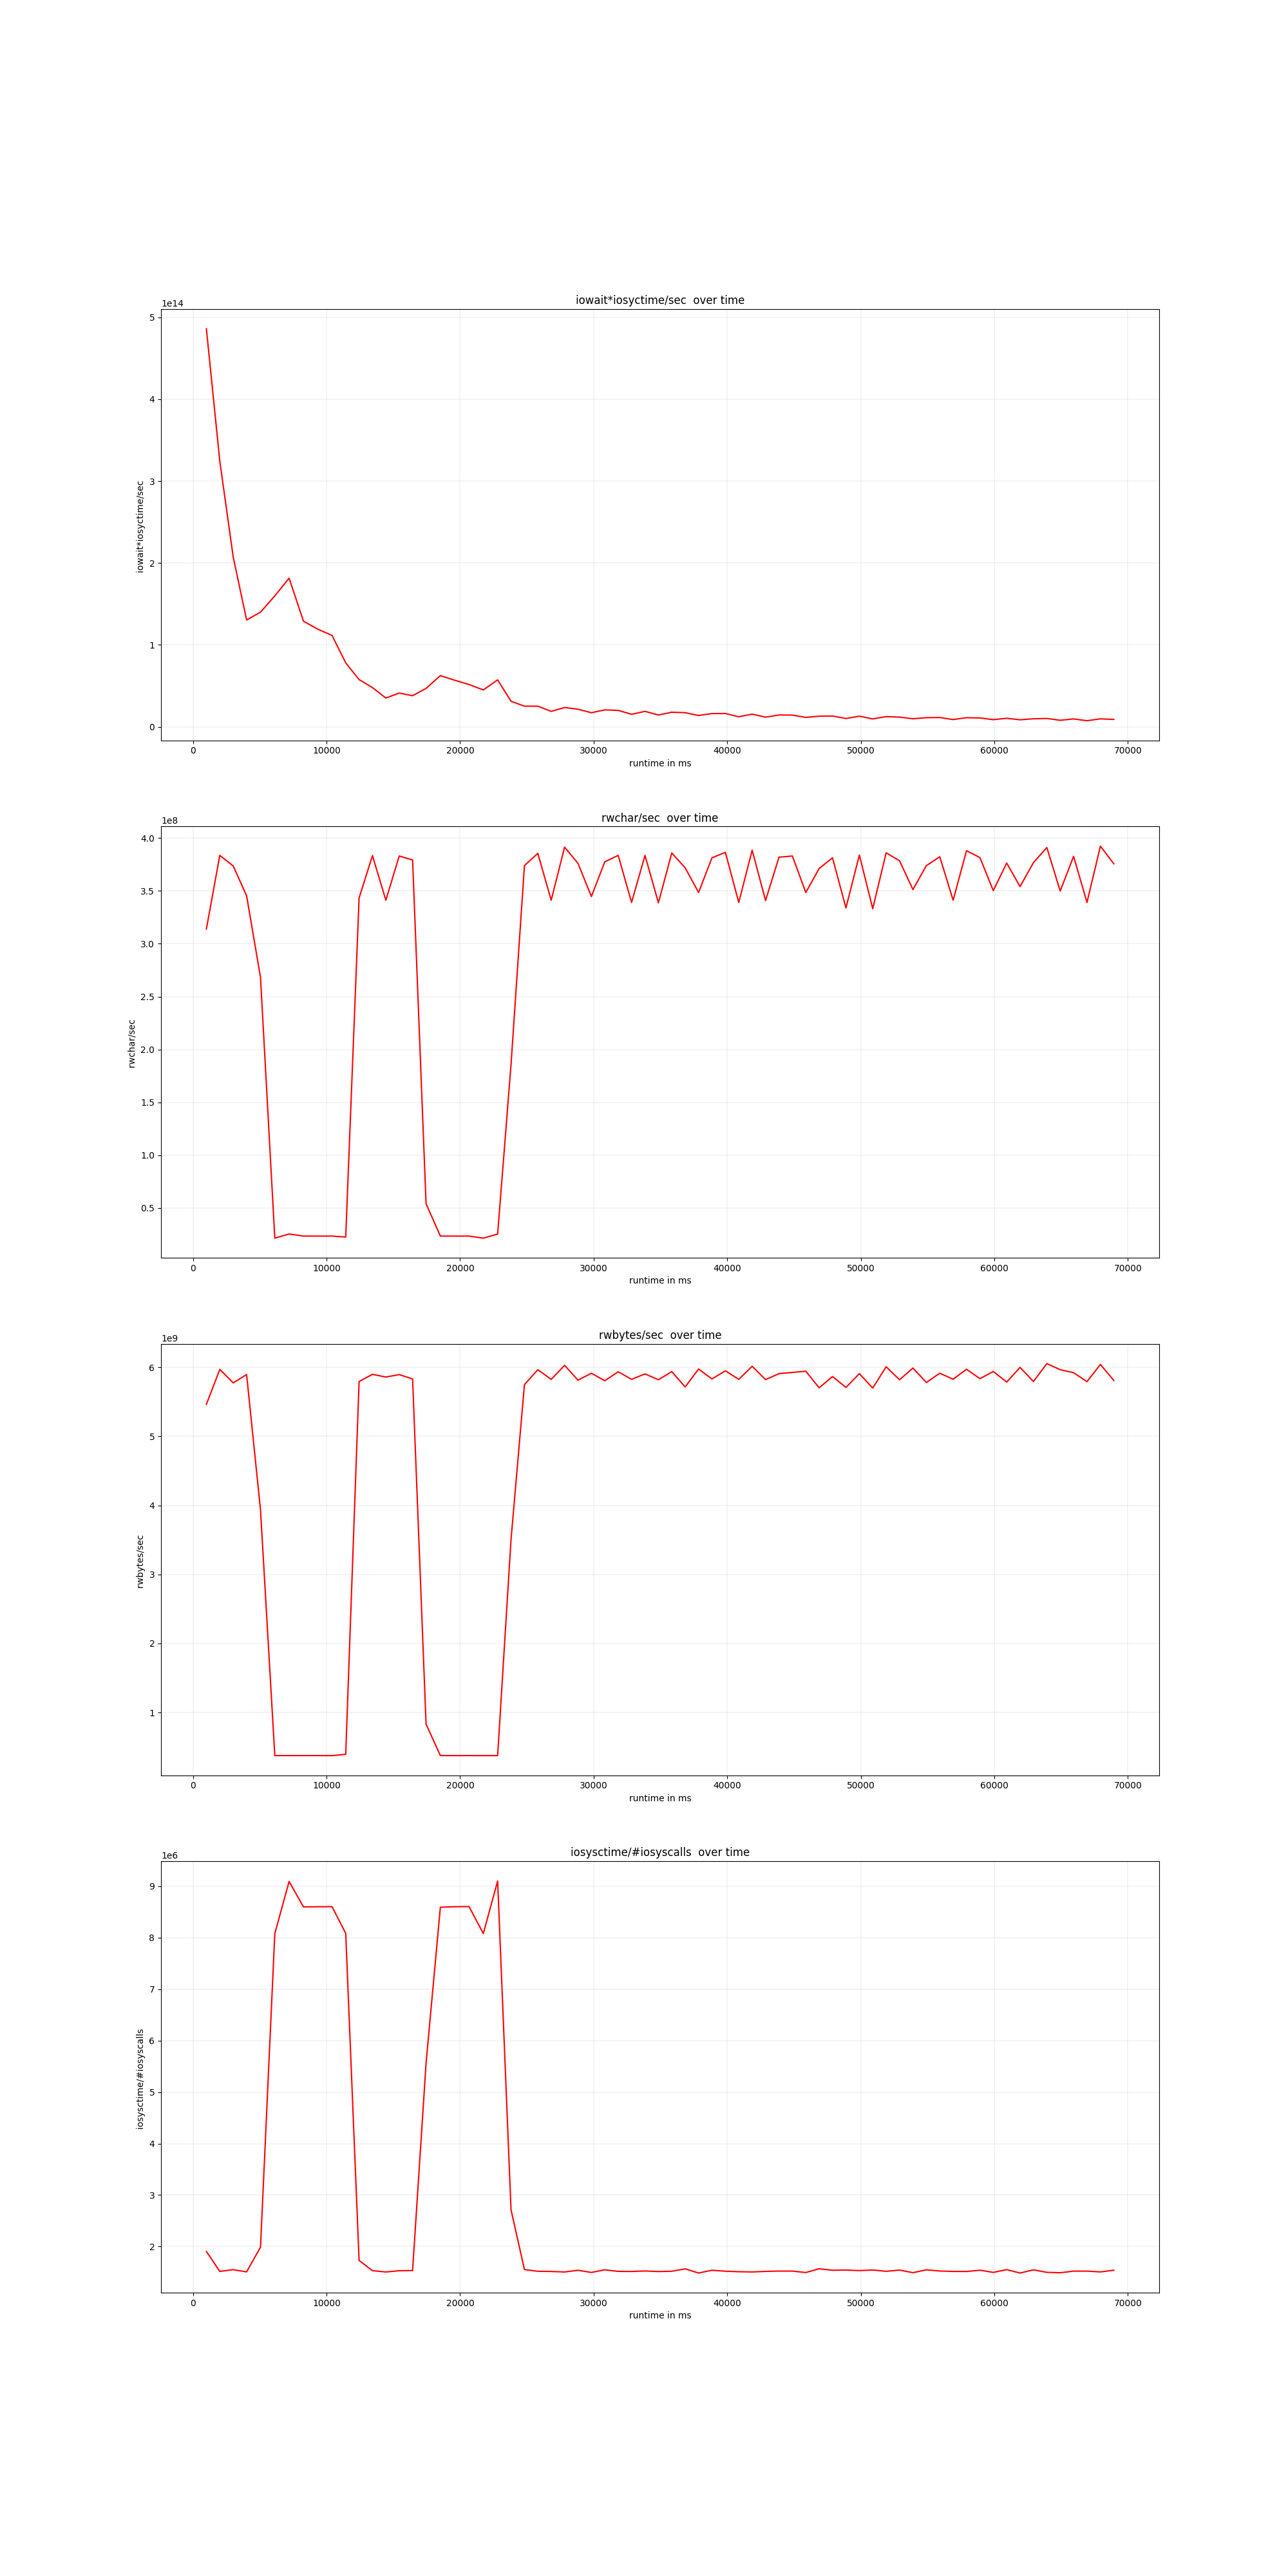 iowait*iosyctime/sec  over time
1e14
5
4
3
2
1
0
iowait*iosyctime/sec
0 10000 20000 30000 40000 50000 60000 70000
runtime in ms
rwchar/sec  over time
1e8
4.0
3.5
3.0
2.5
2.0
1.5
1.0
0.5
rwchar/sec
0 10000 20000 30000 40000 50000 60000 70000
runtime in ms
rwbytes/sec  over time
1e9
6
5
4
3
2
1
rwbytes/sec
0 10000 20000 30000 40000 50000 60000 70000
runtime in ms
iosysctime/#iosyscalls  over time
1e6
9
8
7
6
5
4
3
2
iosysctime/#iosyscalls
0 10000 20000 30000 40000 50000 60000 70000
runtime in ms